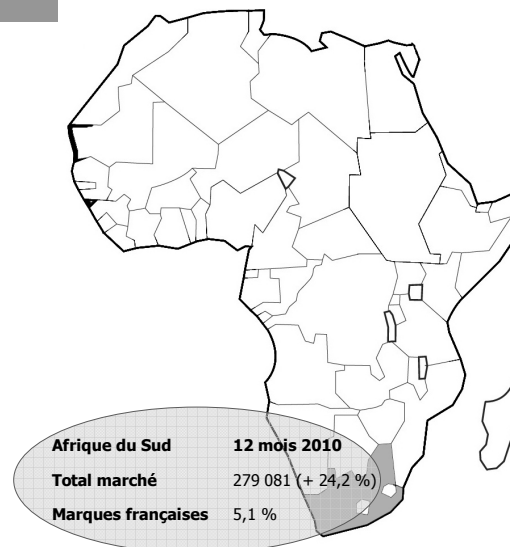 Afrique du Sud 12 mois 2010
Total marché 279 081 (+ 24,2 %)
Marques françaises 5,1 %